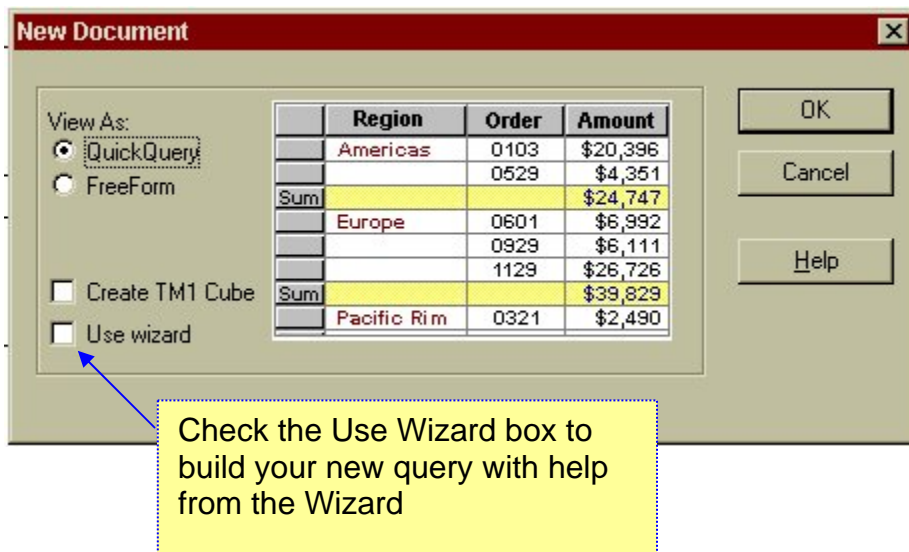 New Document
View As:
QuickQuery
FreeForm
Create TM1 Cube
Use wizard
Region Order Amount
Americas 0103 $20,396
0529 $4,351
Sum $24,747
Europe 0601 $6,992
0929 $6,111
1129 $26,726
Sum $39,829
Pacific Rim 0321 $2,490
OK
Cancel
Help
Check the Use Wizard box to
build your new query with help
from the Wizard